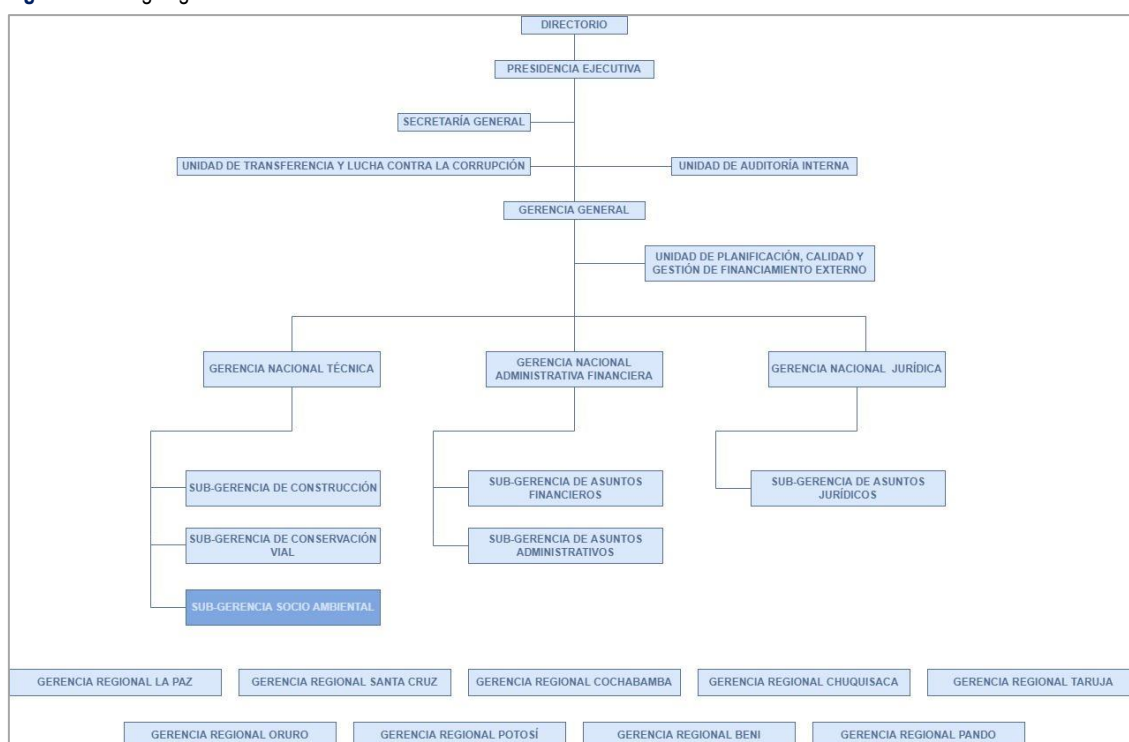 DIRECTORIO
PRESIDENCIA EJECUTIVA
SECRETARÍA GENERAL
UNIDAD DE TRANSFERENCIA Y LUCHA CONTRA LA CORRUPCIÓN
UNIDAD DE AUDITORÍA INTERNA
GERENCIA GENERAL
UNIDAD DE PLANIFICACIÓN, CALIDAD Y
GESTIÓN DE FINANCIAMIENTO EXTERNO
GERENCIA NACIONAL TÉCNICA
GERENCIA NACIONAL
ADMINISTRATIVA FINANCIERA
GERENCIA NACIONAL JURÍDICA
SUB-GERENCIA DE CONSTRUCCIÓN
SUB-GERENCIA DE ASUNTOS
FINANCIEROS
SUB-GERENCIA DE ASUNTOS
JURÍDICOS
SUB-GERENCIA DE CONSERVACIÓN
VIAL
SUB-GERENCIA DE ASUNTOS
ADMINISTRATIVOS
SUB-GERENCIA SOCIO AMBIENTAL
GERENCIA REGIONAL LA PAZ
GERENCIA REGIONAL SANTA CRUZ
GERENCIA REGIONAL COCHABAMBA
GERENCIA REGIONAL CHUQUISACA
GERENCIA REGIONAL TARUJA
GERENCIA REGIONAL ORURO
GERENCIA REGIONAL POTOSÍ
GERENCIA REGIONAL BENI
GERENCIA REGIONAL PANDO